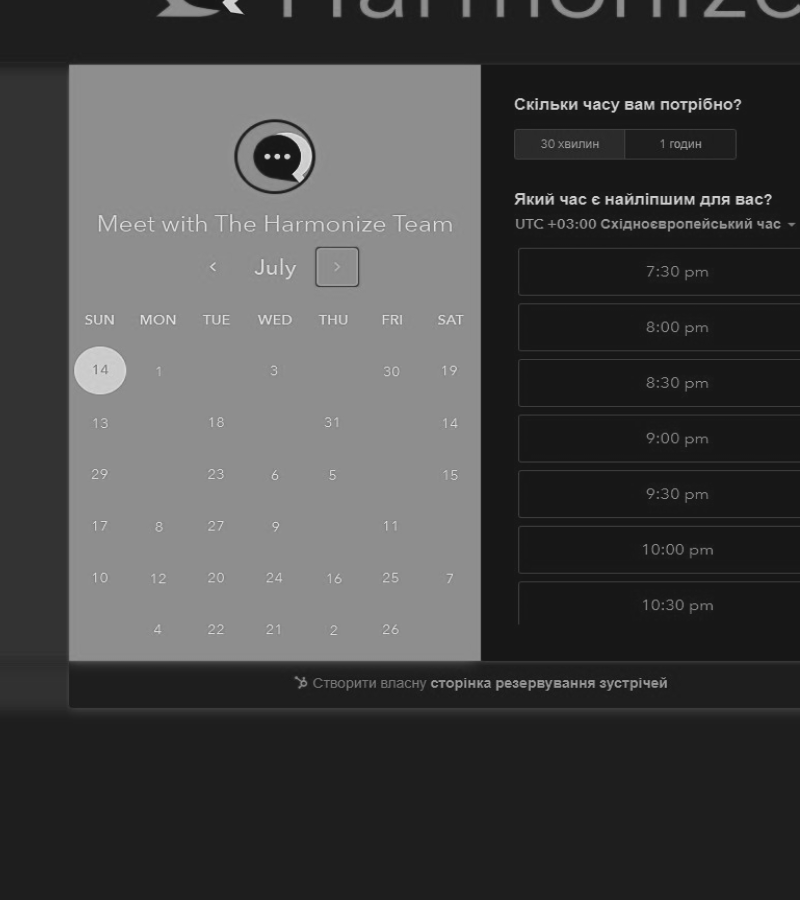 Harmonize
Meet with The Harmonize Team
July
SUN MON TUE WED THU FRI SAT
14 1 3 30 19
13 18 31 14
29 23 6 5 15
17 8 27 9 11
10 12 20 24 16 25 7
4 22 21 2 26
Скільки часу вам потрібно?
30 хвилин 1 годин
Який час є найліпшим для вас?
UTC +03:00 Східноєвропейський час
7:30 pm
8:00 pm
8:30 pm
9:00 pm
9:30 pm
10:00 pm
10:30 pm
Створити власну сторінка резервування зустрічей